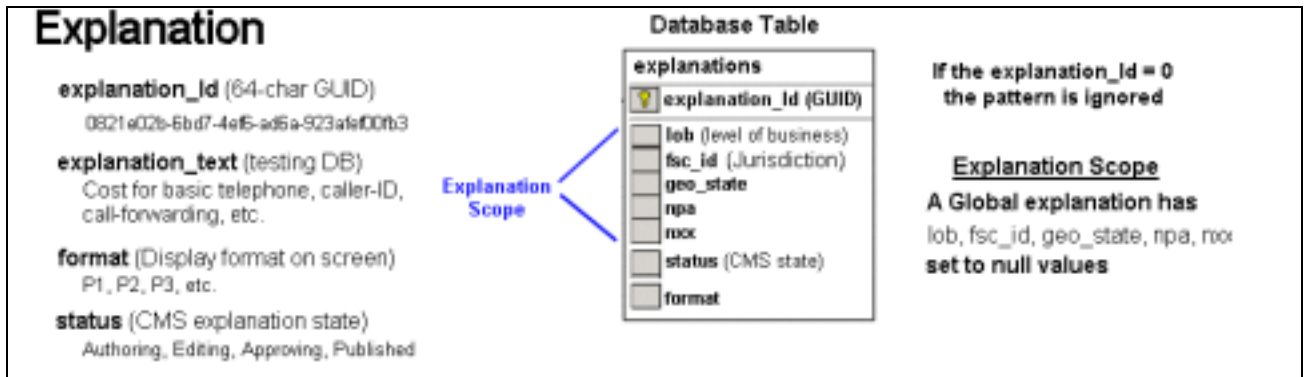 Explanation
explanation_Id (64-char GUID)
0821e02b-6bd7-4ef6-ad6a-923afef00fb3
explanation_text (testing DB)
Cost for basic telephone, caller-ID,
call-forwarding, etc.
format (Display format on screen)
P1, P2, P3, etc.
status (CMS explanation state)
Authoring, Editing, Approving, Published
Explanation
Scope
Database Table
explanations
explanation_Id (GUID)
lob (level of business)
fsc_id (Jurisdiction)
geo_state
npa
nxx
status (CMS state)
format
If the explanation_Id = 0
the pattern is ignored
Explanation Scope
A Global explanation has
lob, fsc_id, geo_state, npa, nxx
set to null values